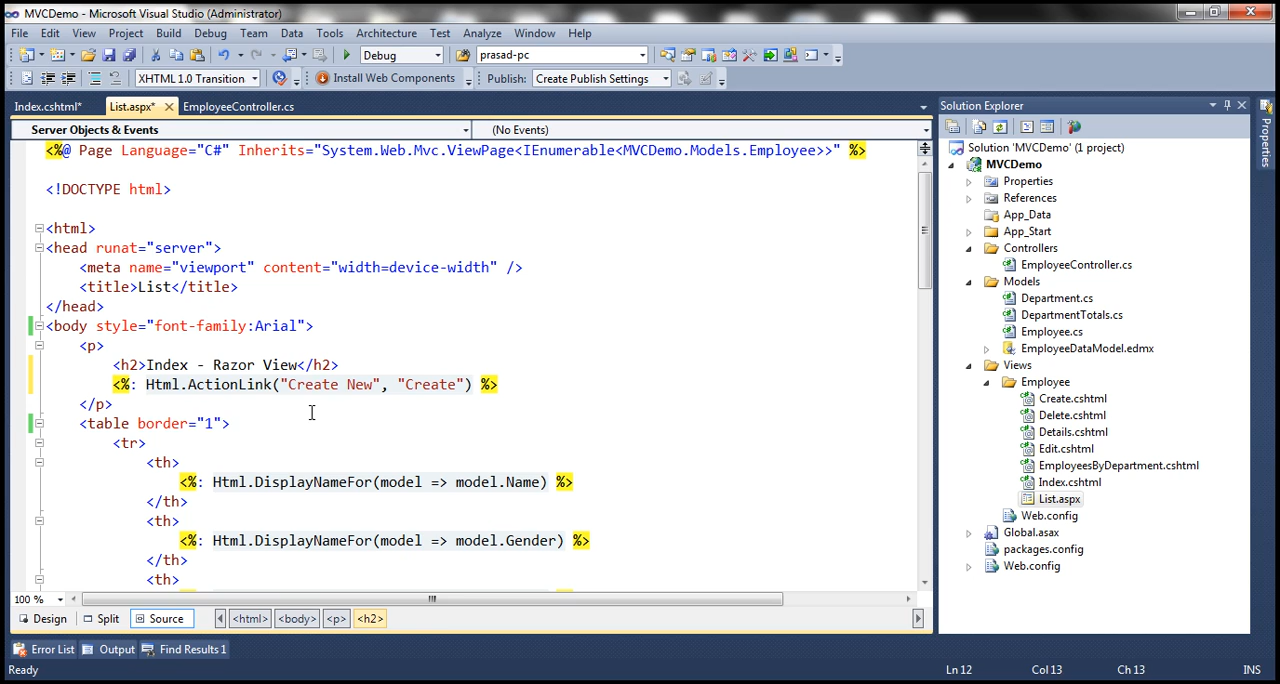 MVCDemo - Microsoft Visual Studio (Administrator)
File Edit View Project Build Debug Team Data Tools Architecture Test Analyze Window Help
Debug prasad-pc
XHTML 1.0 Transition Install Web Components Publish: Create Publish Settings
Index.cshtml* List.aspx* EmployeeController.cs
Server Objects & Events (No Events)
<%@ Page Language="C#" Inherits="System.Web.Mvc.ViewPage<IEnumerable<MVCDemo.Models.Employee>>" %>
<!DOCTYPE html>
<html>
<head runat="server">
<meta name="viewport" content="width=device-width" />
<title>List</title>
</head>
<body style="font-family:Arial">
<p>
<h2>Index - Razor View</h2>
<%: Html.ActionLink("Create New", "Create") %>
</p>
<table border="1">
<tr>
<th>
<%: Html.DisplayNameFor(model => model.Name) %>
</th>
<th>
<%: Html.DisplayNameFor(model => model.Gender) %>
</th>
<th>
100 %
Design Split Source <html> <body> <p> <h2>
Error List Output Find Results 1
Ready Ln 12 Col 13 Ch 13 INS
Solution Explorer
Solution 'MVCDemo' (1 project)
MVCDemo
Properties
References
App_Data
App_Start
Controllers
EmployeeController.cs
Models
Department.cs
DepartmentTotals.cs
Employee.cs
EmployeeDataModel.edmx
Views
Employee
Create.cshtml
Delete.cshtml
Details.cshtml
Edit.cshtml
EmployeesByDepartment.cshtml
Index.cshtml
List.aspx
Web.config
Global.asax
packages.config
Web.config
Properties